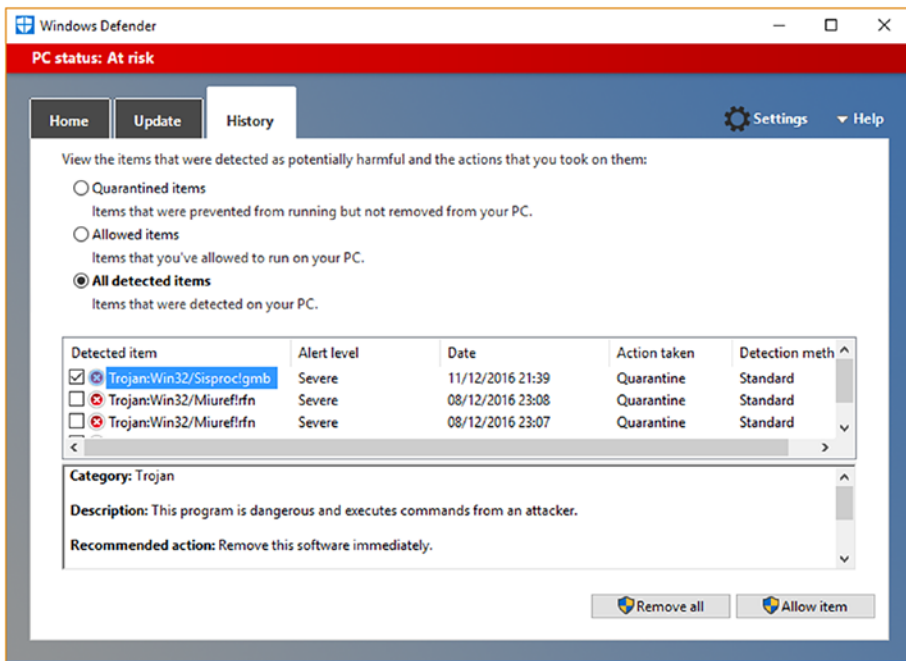 Windows Defender
PC status: At risk
Home Update History Settings Help
View the items that were detected as potentially harmful and the actions that you took on them:
Quarantined items
Items that were prevented from running but not removed from your PC.
Allowed items
Items that you've allowed to run on your PC.
All detected items
Items that were detected on your PC.
Detected item Alert level Date Action taken Detection meth
Trojan:Win32/Sisproc!gmb Severe 11/12/2016 21:39 Quarantine Standard
Trojan:Win32/Miuref!rfn Severe 08/12/2016 23:08 Quarantine Standard
Trojan:Win32/Miuref!rfn Severe 08/12/2016 23:07 Quarantine Standard
Category: Trojan
Description: This program is dangerous and executes commands from an attacker.
Recommended action: Remove this software immediately.
Remove all Allow item